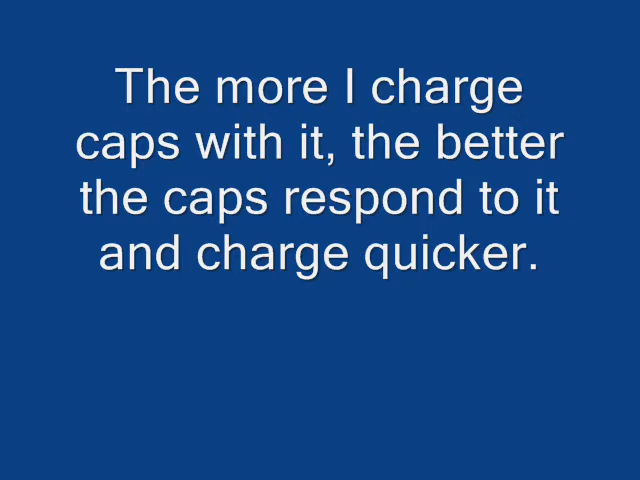 The more I charge
caps with it, the better
the caps respond to it
and charge quicker.